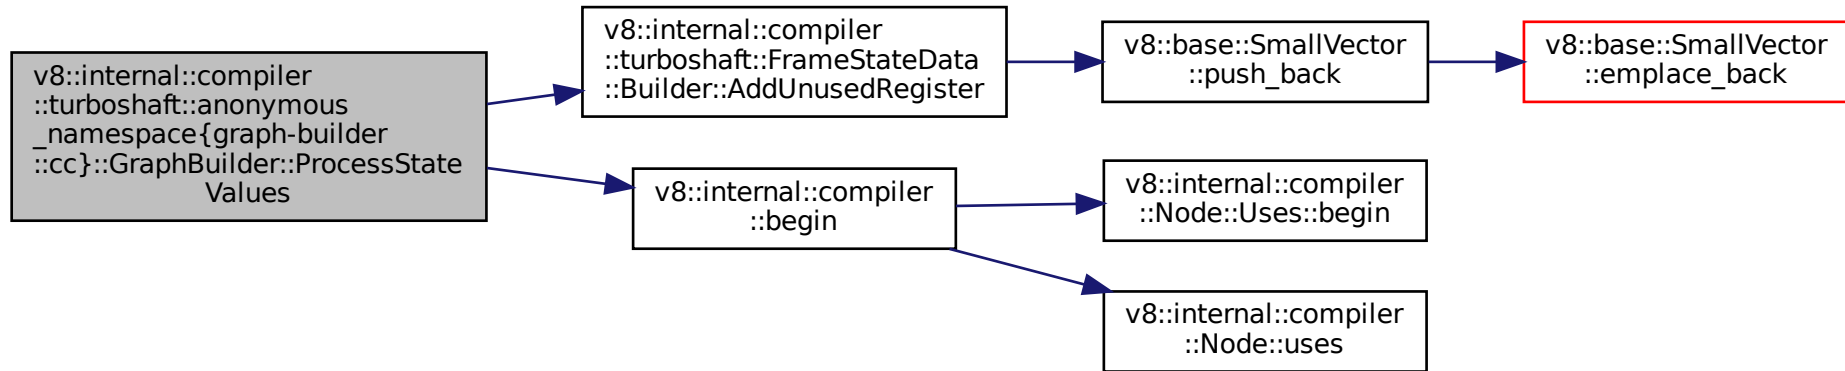 v8::internal::compiler
::turboshaft::anonymous
_namespace{graph-builder
::cc}::GraphBuilder::ProcessState
Values
v8::internal::compiler
::turboshaft::FrameStateData
::Builder::AddUnusedRegister
v8::base::SmallVector
::push_back
v8::base::SmallVector
::emplace_back
v8::internal::compiler
::begin
v8::internal::compiler
::Node::Uses::begin
v8::internal::compiler
::Node::uses